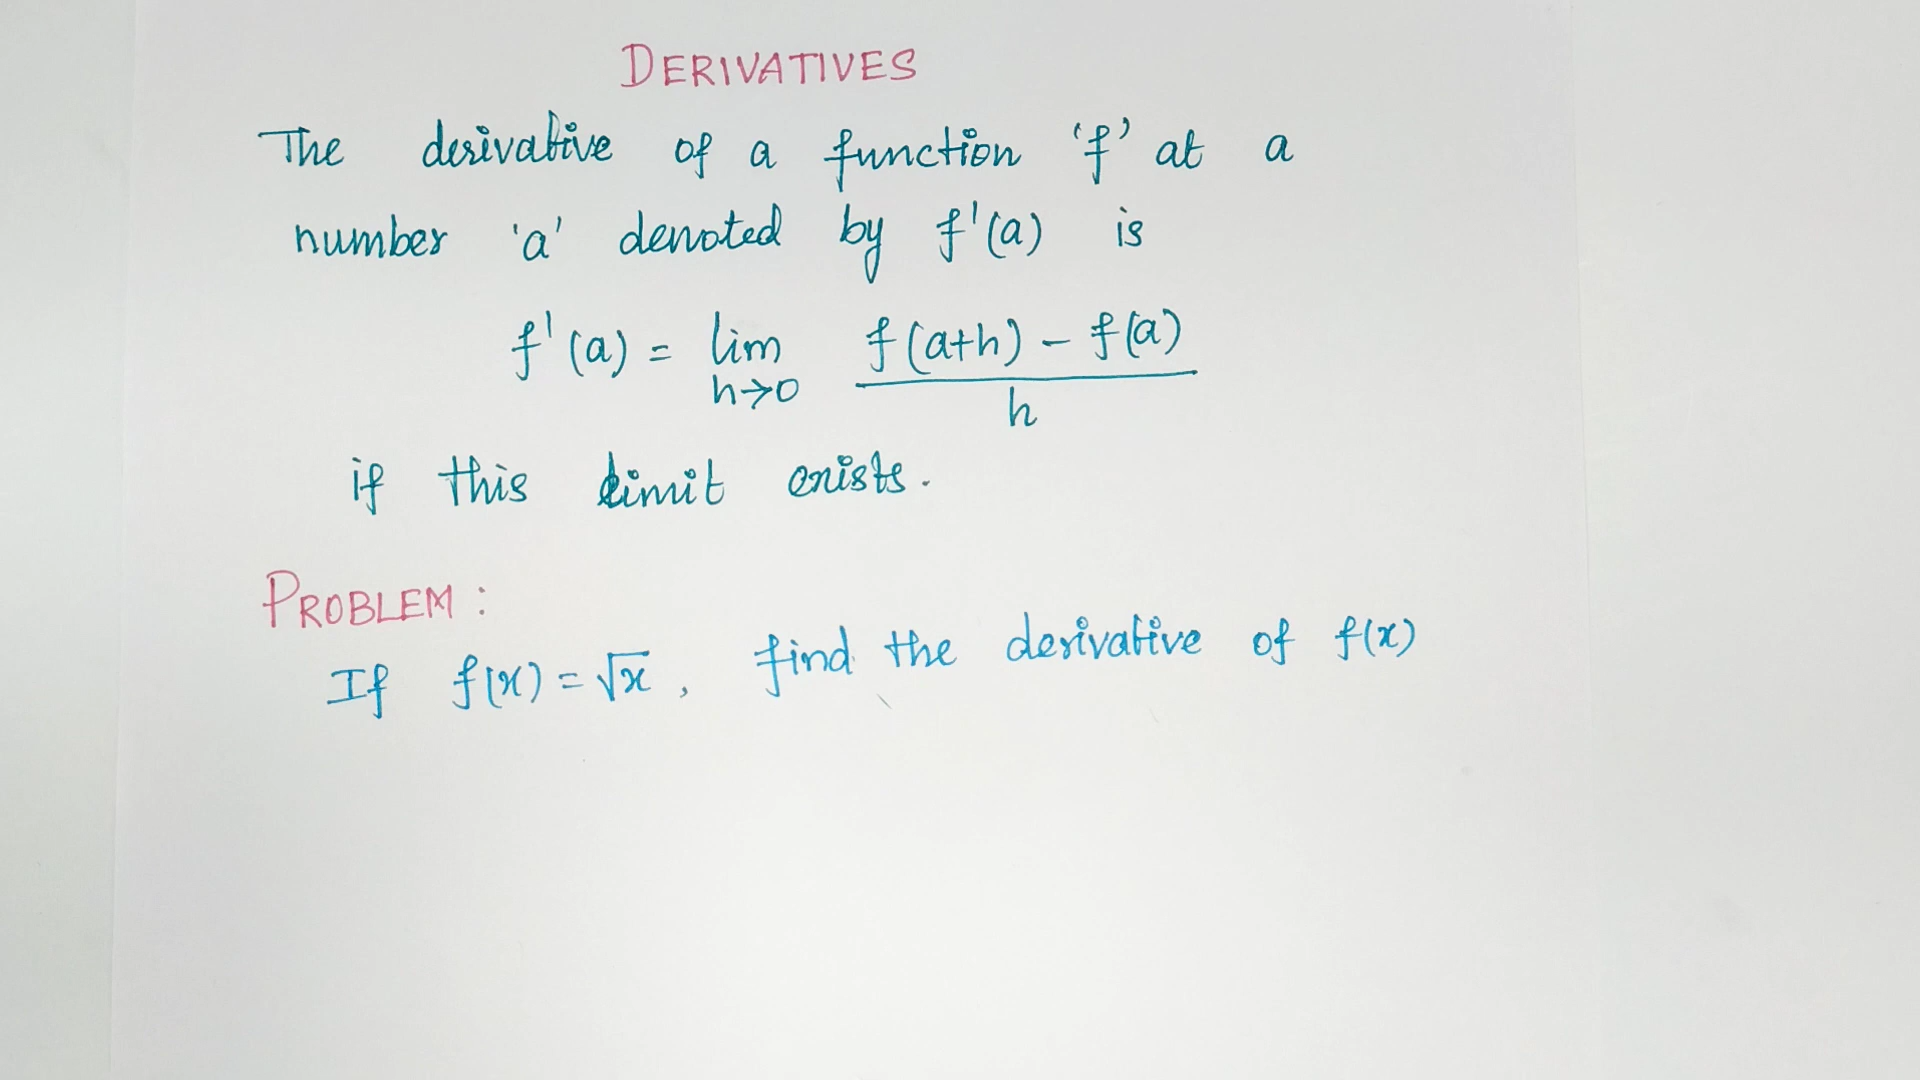 DERIVATIVES
The derivative of a function 'f' at a
number 'a' denoted by f'(a) is
f'(a) = lim f(a+h) - f(a)
h→0 h
if this limit exists.
PROBLEM :
If f(x) = √x , find the derivative of f(x)